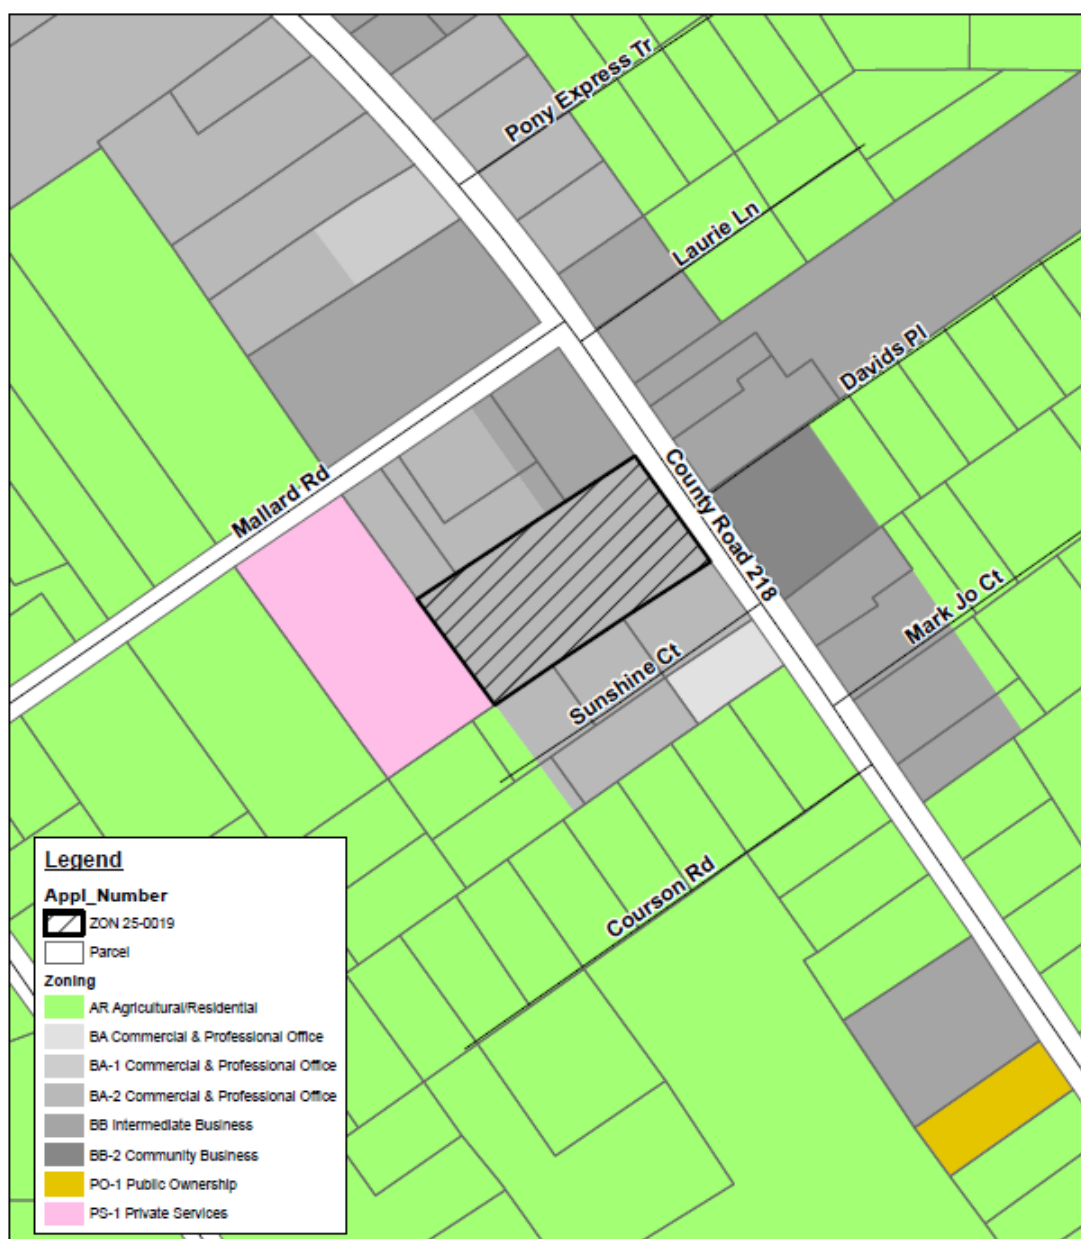 Pony Express Tr
Laurie Ln
Davids Pl
Mallard Rd
County Road 218
Mark Jo Ct
Sunshine Ct
Courson Rd
Legend
Appl_Number
ZON 25-0019
Parcel
Zoning
AR Agricultural/Residential
BA Commercial & Professional Office
BA-1 Commercial & Professional Office
BA-2 Commercial & Professional Office
BB Intermediate Business
BB-2 Community Business
PO-1 Public Ownership
PS-1 Private Services